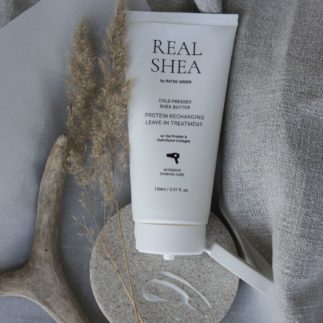 REAL
SHEA
by RATED GREEN
COLD PRESSED
SHEA BUTTER
PROTEIN RECHARGING
LEAVE-IN TREATMENT
w/ Oat Protein &
Hydrolyzed Collagen
INTENSIVE
DAMAGE CARE
150ml / 5.07 fl. oz.